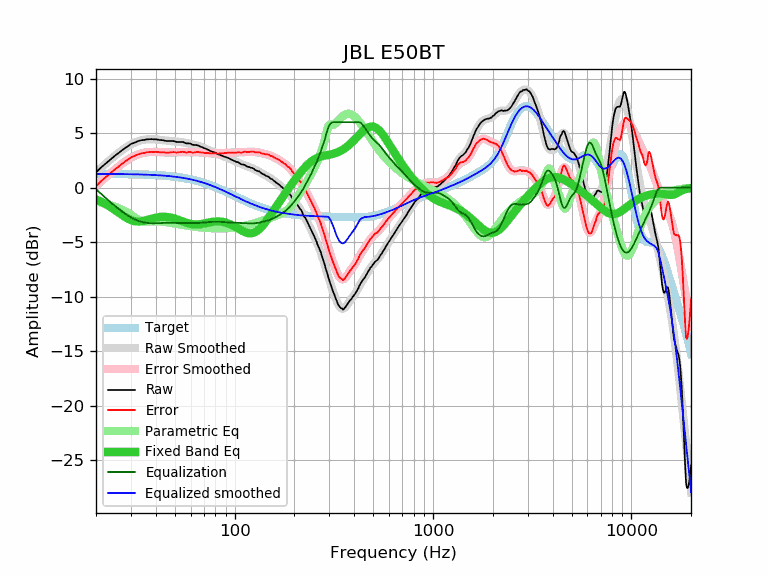 JBL E50BT
10
5
0
−5
−10
−15
−20
−25
Amplitude (dBr)
Target
Raw Smoothed
Error Smoothed
Raw
Error
Parametric Eq
Fixed Band Eq
Equalization
Equalized smoothed
100 1000 10000
Frequency (Hz)